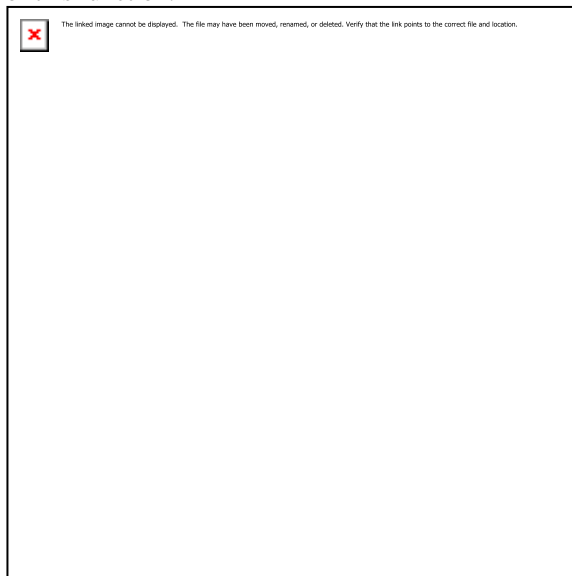 The linked image cannot be displayed.  The file may have been moved, renamed, or deleted. Verify that the link points to the correct file and location.